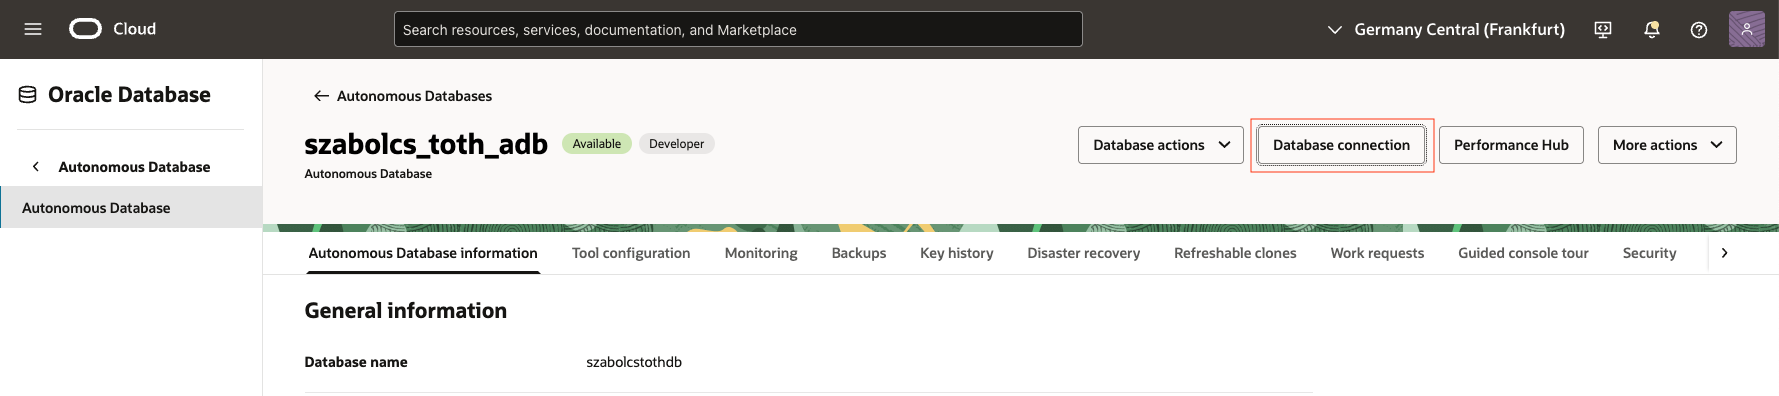 Cloud
Search resources, services, documentation, and Marketplace
Germany Central (Frankfurt)
Oracle Database
Autonomous Database
Autonomous Database
Autonomous Databases
szabolcs_toth_adb Available Developer
Autonomous Database
Database actions Database connection Performance Hub More actions
Autonomous Database information Tool configuration Monitoring Backups Key history Disaster recovery Refreshable clones Work requests Guided console tour Security
General information
Database name szabolcstothdb